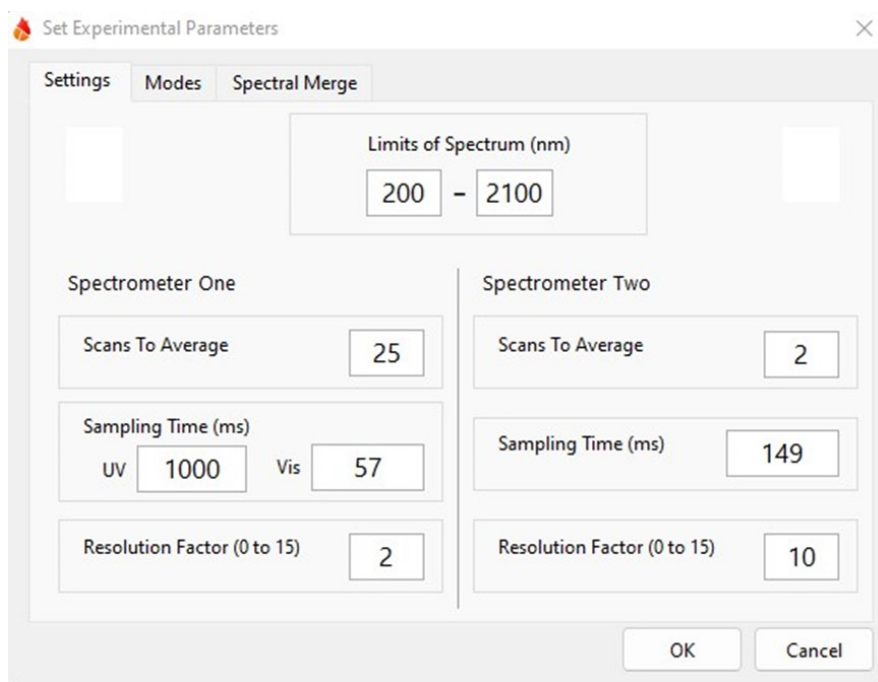 Set Experimental Parameters
Settings Modes Spectral Merge
Limits of Spectrum (nm)
200 - 2100
Spectrometer One
Scans To Average 25
Sampling Time (ms)
UV 1000 Vis 57
Resolution Factor (0 to 15) 2
Spectrometer Two
Scans To Average 2
Sampling Time (ms) 149
Resolution Factor (0 to 15) 10
OK Cancel